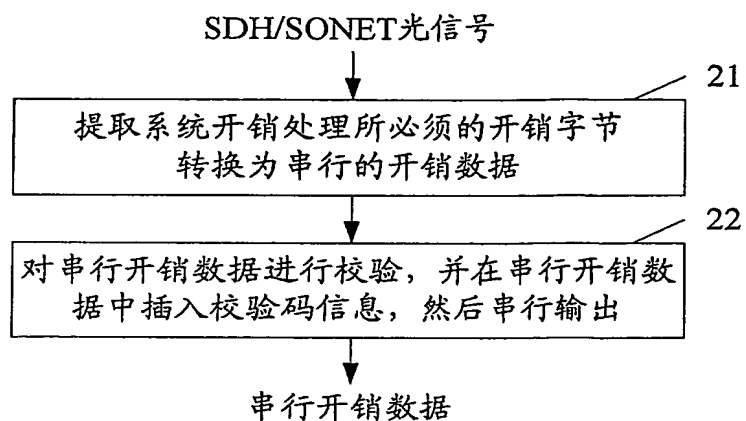 SDH/SONET光信号
21
提取系统开销处理所必须的开销字节
转换为串行的开销数据
22
对串行开销数据进行校验，并在串行开销数
据中插入校验码信息，然后串行输出
串行开销数据